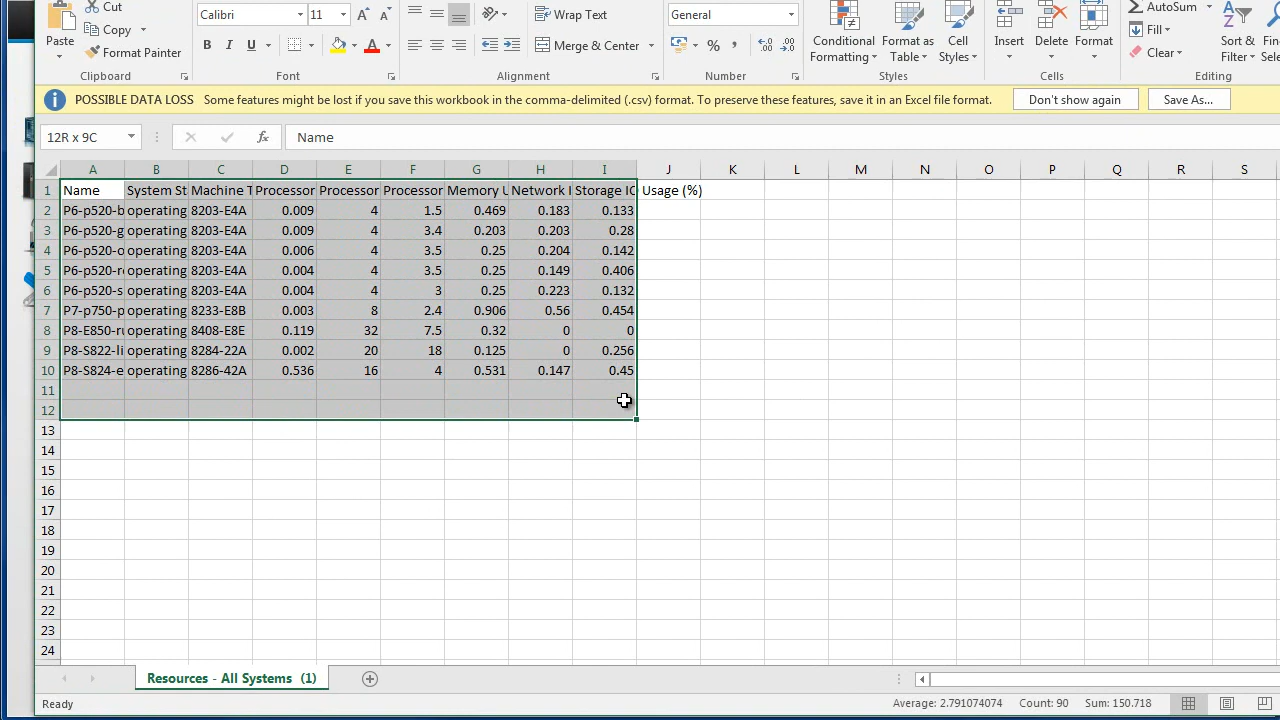 Cut
Copy
Format Painter
Paste
Clipboard
Calibri 11
B I U
Font
Wrap Text
Merge & Center
Alignment
General
Number
Conditional Formatting
Format as Table
Cell Styles
Styles
Insert
Delete
Format
Cells
AutoSum
Fill
Clear
Sort & Filter
Editing
POSSIBLE DATA LOSS Some features might be lost if you save this workbook in the comma-delimited (.csv) format. To preserve these features, save it in an Excel file format. Don't show again Save As...
12R x 9C fx Name
A B C D E F G H I J K L M N O P Q R S
1 Name System St Machine T Processor Processor Processor Memory U Network I Storage IO Usage (%)
2 P6-p520-b operating 8203-E4A 0.009 4 1.5 0.469 0.183 0.133
3 P6-p520-g operating 8203-E4A 0.009 4 3.4 0.203 0.203 0.28
4 P6-p520-o operating 8203-E4A 0.006 4 3.5 0.25 0.204 0.142
5 P6-p520-r operating 8203-E4A 0.004 4 3.5 0.25 0.149 0.406
6 P6-p520-s operating 8203-E4A 0.004 4 3 0.25 0.223 0.132
7 P7-p750-p operating 8233-E8B 0.003 8 2.4 0.906 0.56 0.454
8 P8-E850-ru operating 8408-E8E 0.119 32 7.5 0.32 0 0
9 P8-S822-li operating 8284-22A 0.002 20 18 0.125 0 0.256
10 P8-S824-e operating 8286-42A 0.536 16 4 0.531 0.147 0.45
11
12
13
14
15
16
17
18
19
20
21
22
23
24
Resources - All Systems (1)
Ready Average: 2.791074074 Count: 90 Sum: 150.718